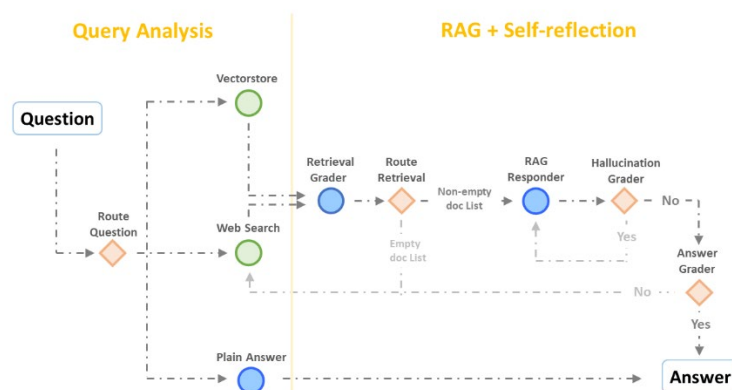 Query Analysis
RAG + Self-reflection
Vectorstore
Question
Retrieval
Grader
Route
Retrieval
Non-empty
doc List
RAG
Responder
Hallucination
Grader
No
Route
Question
Web Search
Empty
doc List
Yes
Answer
Grader
No
Yes
Plain Answer
Answer